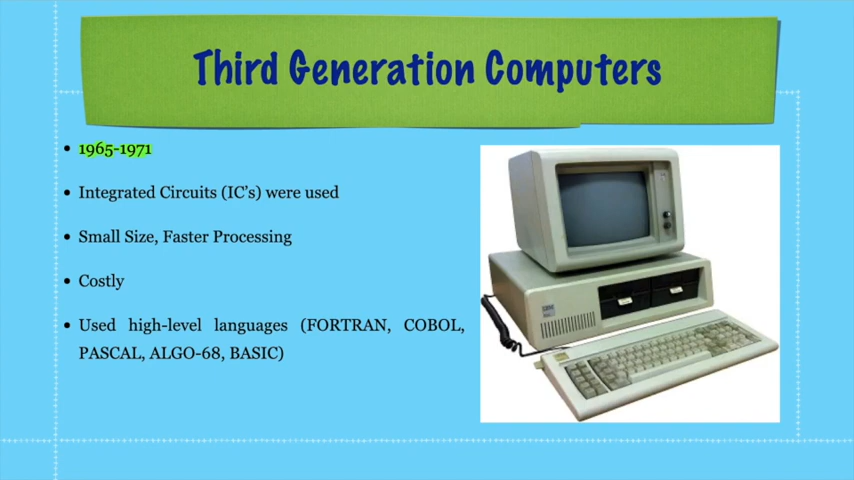 Third Generation Computers
1965-1971
Integrated Circuits (IC's) were used
Small Size, Faster Processing
Costly
Used high-level languages (FORTRAN, COBOL,
PASCAL, ALGO-68, BASIC)